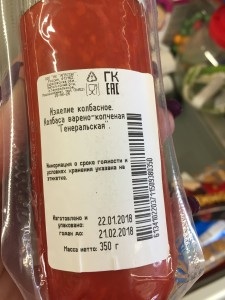 ГК
EAC
Изделие колбасное.
Колбаса варено-копченая
"Генеральская"
Информация о сроке годности и
условиях хранения указана на
этикетке.
Изготовлено и
упаковано: 22.01.2018
годен до: 21.02.2018
Масса нетто: 350 г